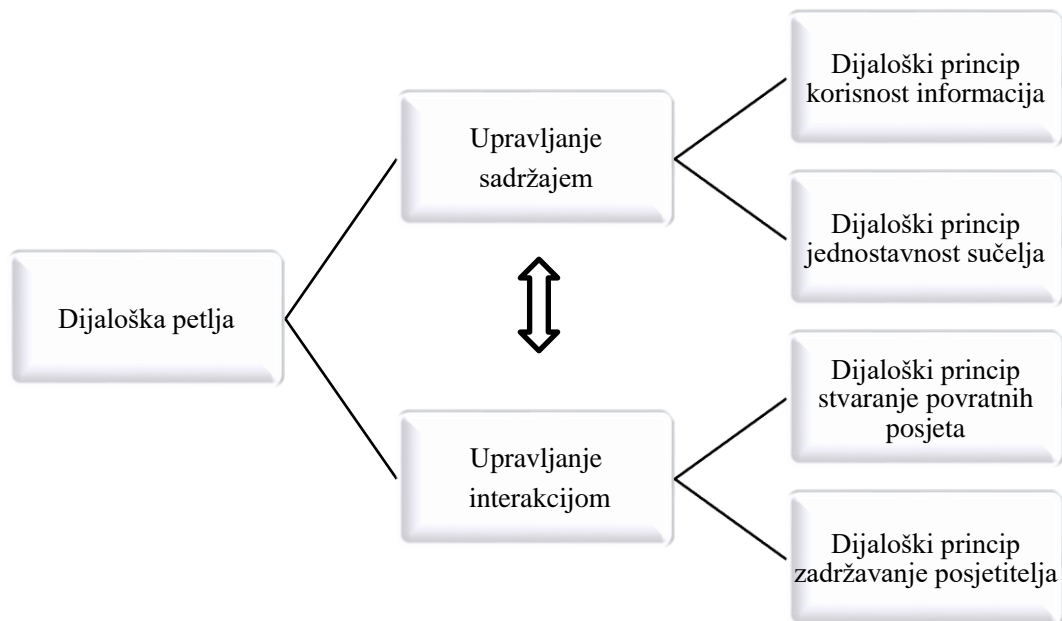 Dijaloška petlja
Upravljanje
sadržajem
Dijaloški princip
korisnost informacija
Dijaloški princip
jednostavnost sučelja
Upravljanje
interakcijom
Dijaloški princip
stvaranje povratnih
posjeta
Dijaloški princip
zadržavanje posjetitelja